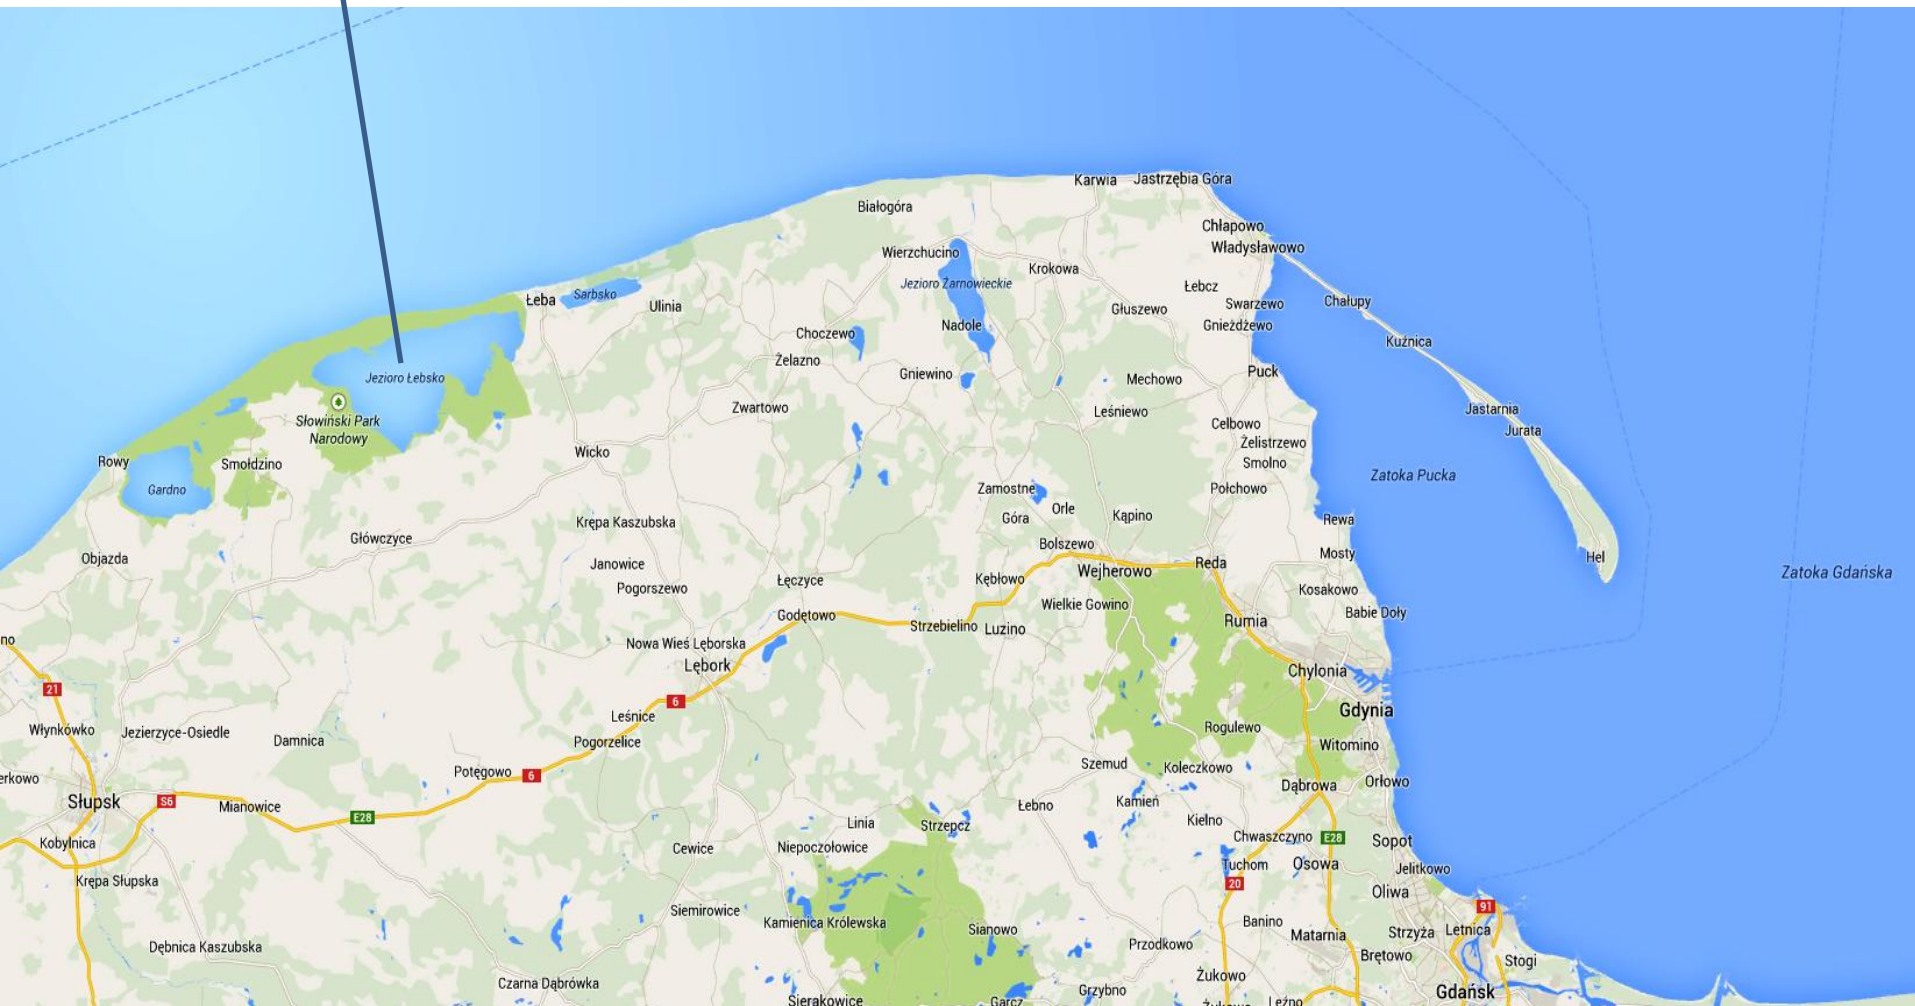 Karwia
Jastrzębia Góra
Białogóra
Chłapowo
Władysławowo
Wierzchucino
Krokowa
Jezioro Żarnowieckie
Łebcz
Łeba
Sarbsko
Ulinia
Głuszewo
Swarzewo
Chałupy
Choczewo
Nadole
Gnieżdżewo
Kuźnica
Żelazno
Jezioro Łebsko
Gniewino
Mechowo
Puck
Zwartowo
Leśniewo
Jastarnia
Słowiński Park
Narodowy
Celbowo
Jurata
Żelistrzewo
Wicko
Rowy
Smołdzino
Smolno
Zatoka Pucka
Gardno
Zamostne
Połchowo
Orle
Góra
Kąpino
Rewa
Krępa Kaszubska
Główczyce
Bolszewo
Mosty
Hel
Objazda
Janowice
Wejherowo
Reda
Zatoka Gdańska
Łęczyce
Kębłowo
Pogorszewo
Kosakowo
Wielkie Gowino
Babie Doły
Godętowo
Rumia
Strzebielino
Luzino
no
Nowa Wieś Lęborska
Lębork
Chylonia
21
6
Gdynia
Leśnice
Włynkówko
Jezierzyce-Osiedle
Rogulewo
Damnica
Pogorzelice
Witomino
Szemud
Koleczkowo
Potęgowo
6
erkowo
Dąbrowa
Orłowo
Słupsk
S6
Mianowice
Łebno
Kamień
E28
Kielno
Linia
Strzepcz
Chwaszczyno
E28
Sopot
Kobylnica
Cewice
Niepoczołowice
Tuchom
Osowa
Jelitkowo
Krępa Słupska
20
Oliwa
Siemirowice
91
Kamienica Królewska
Sianowo
Banino
Matarnia
Strzyża
Letnica
Dębnica Kaszubska
Przodkowo
Brętowo
Stogi
Czarna Dąbrówka
Żukowo
Grzybno
Gdańsk
Sierakowice
Garcz
Żukowo
Leźno